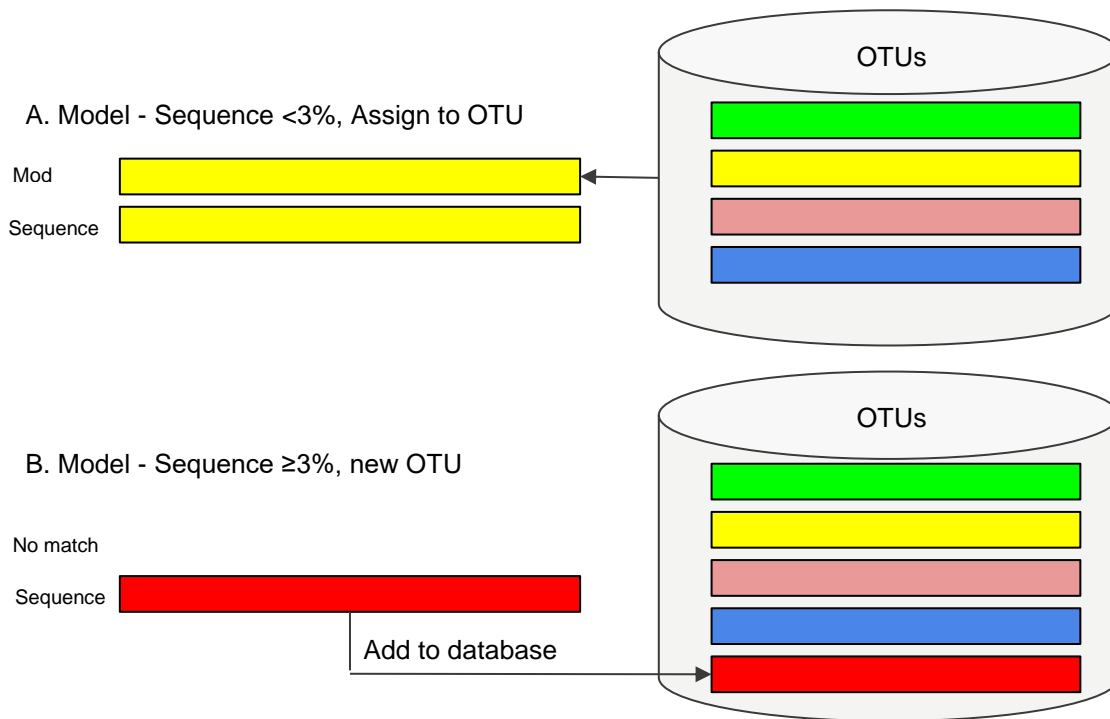 OTUs
A. Model - Sequence <3%, Assign to OTU
Mod
Sequence
OTUs
B. Model - Sequence ≥3%, new OTU
No match
Sequence
Add to database